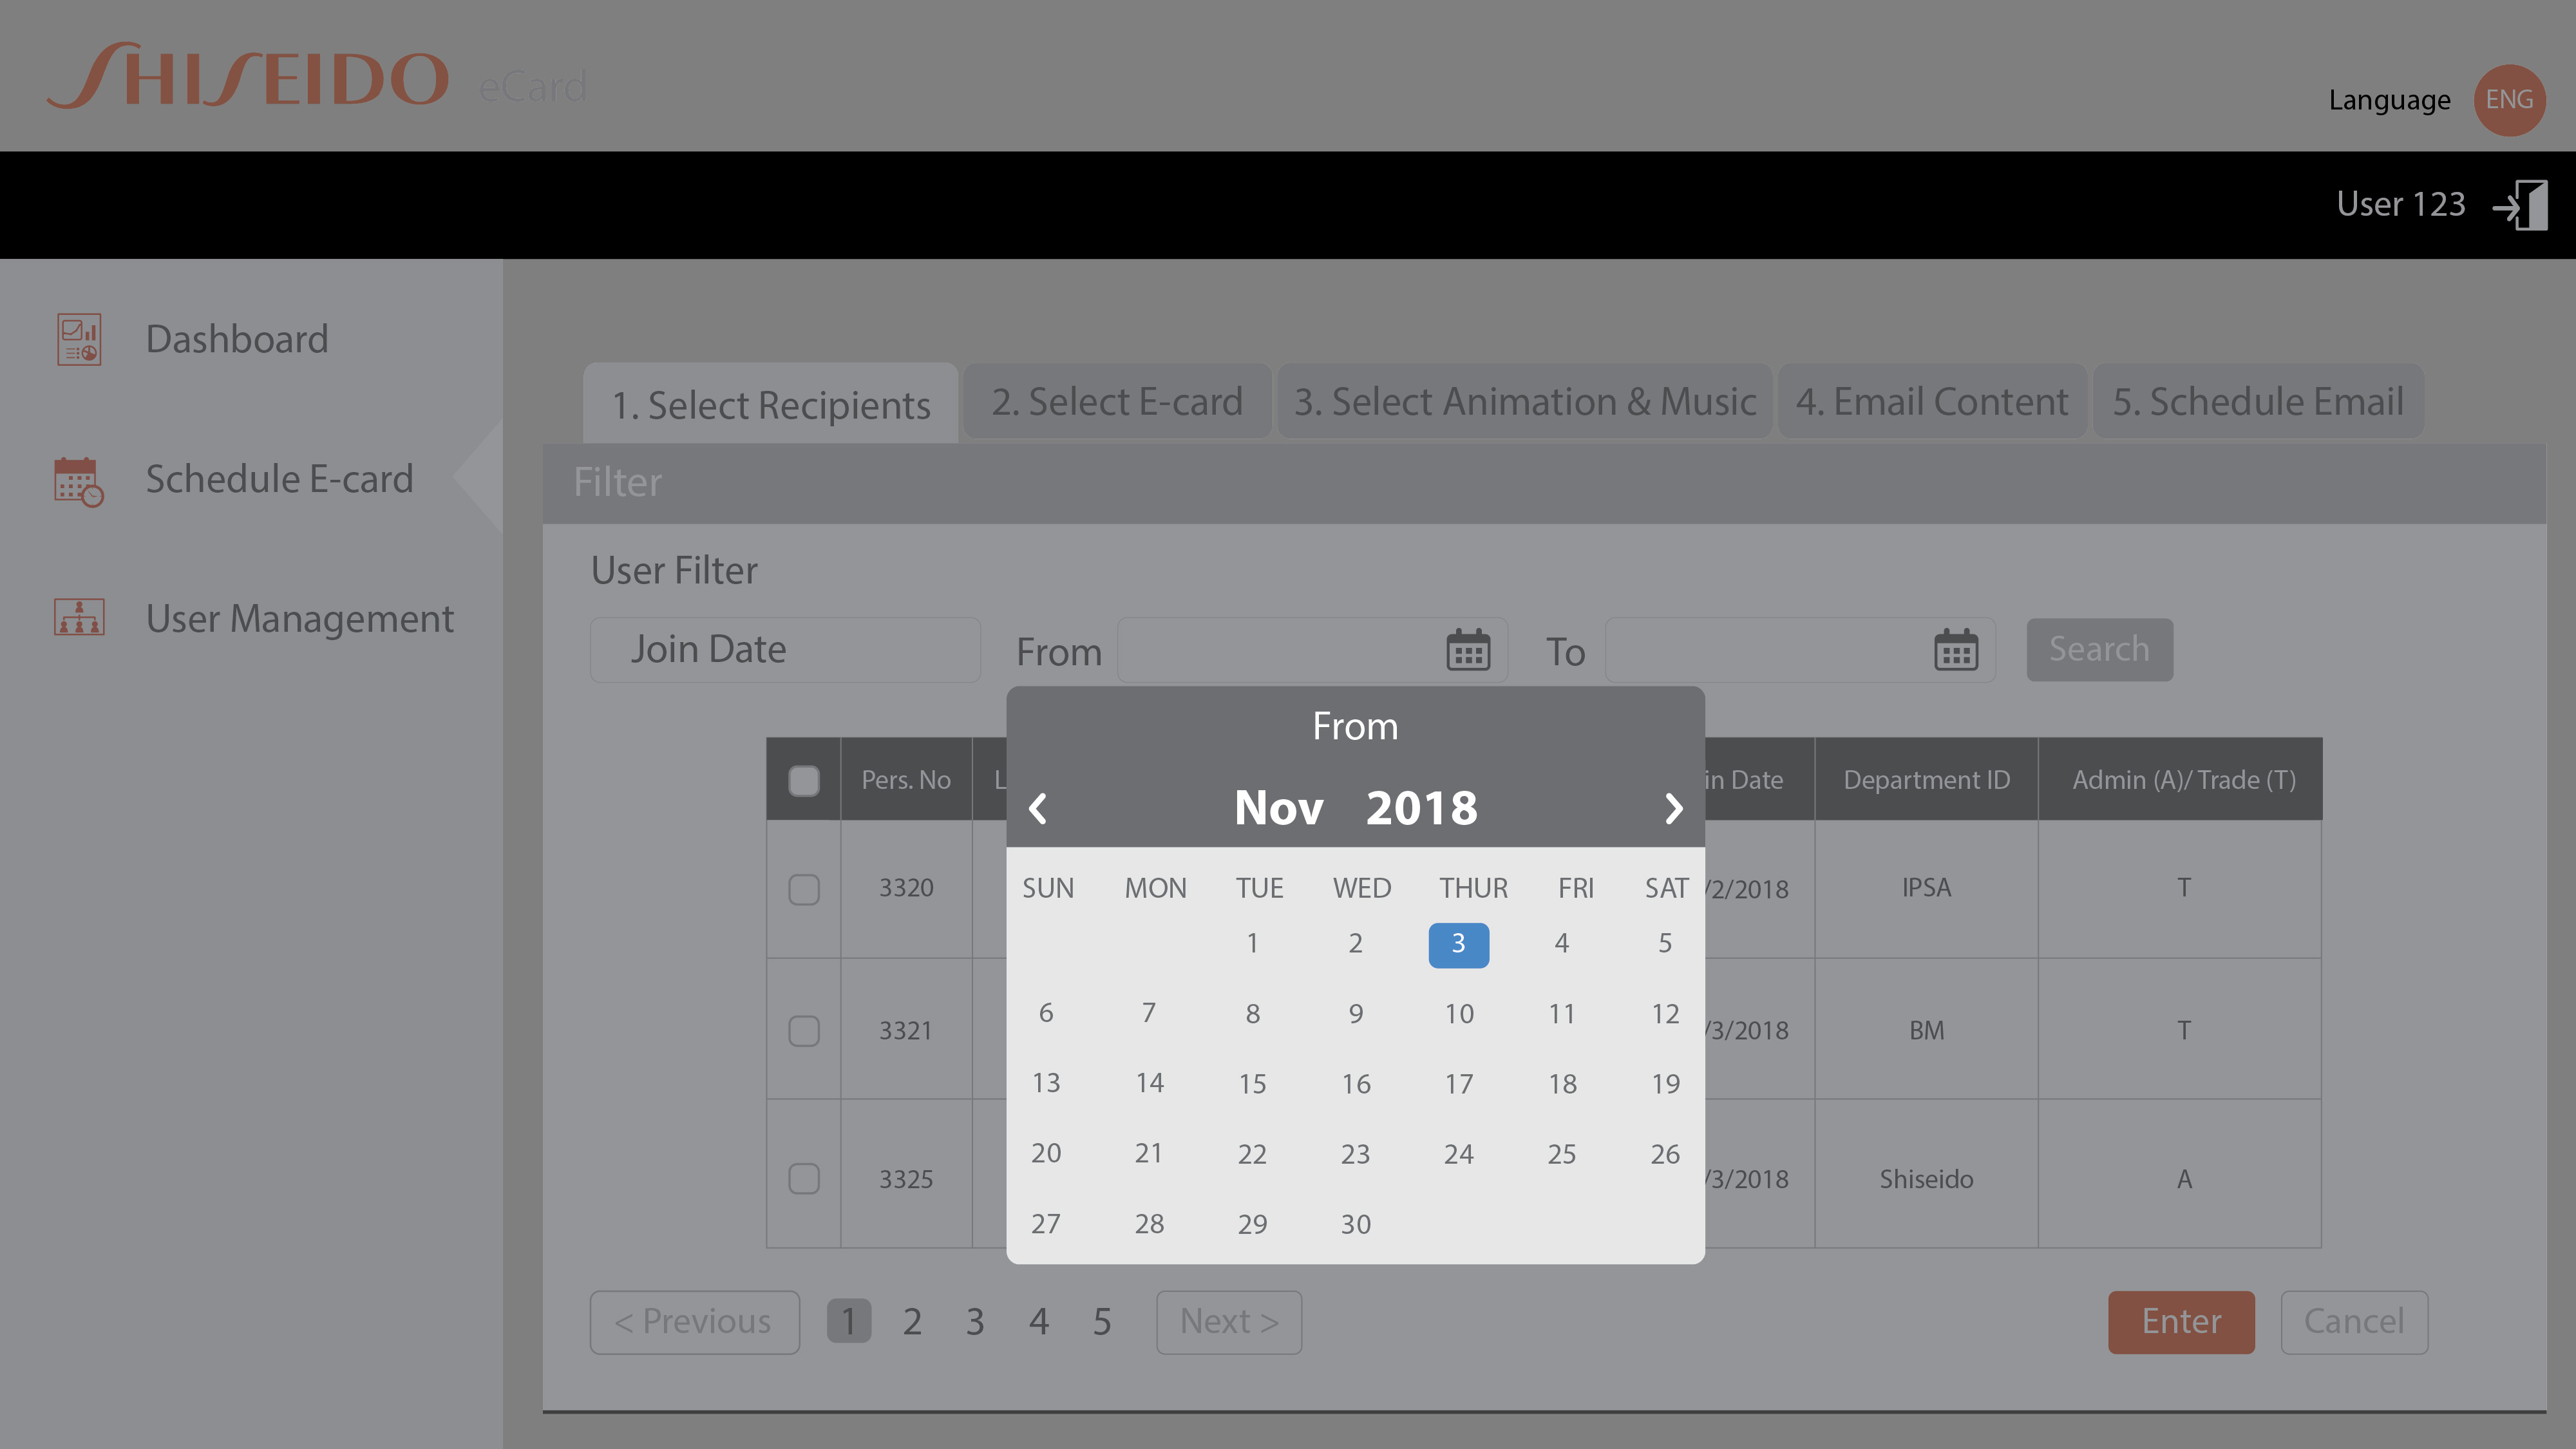 SHISEIDO eCard
Language ENG
User 123
Dashboard
Schedule E-card
User Management
1. Select Recipients 2. Select E-card 3. Select Animation & Music 4. Email Content 5. Schedule Email
Filter
User Filter
Join Date From To Search
From
Nov 2018
Pers. No L in Date Department ID Admin (A)/ Trade (T)
SUN MON TUE WED THUR FRI SAT
3320 /2/2018 IPSA T
1 2 3 4 5
6 7 8 9 10 11 12
3321 /3/2018 BM T
13 14 15 16 17 18 19
20 21 22 23 24 25 26
3325 /3/2018 Shiseido A
27 28 29 30
< Previous 1 2 3 4 5 Next > Enter Cancel